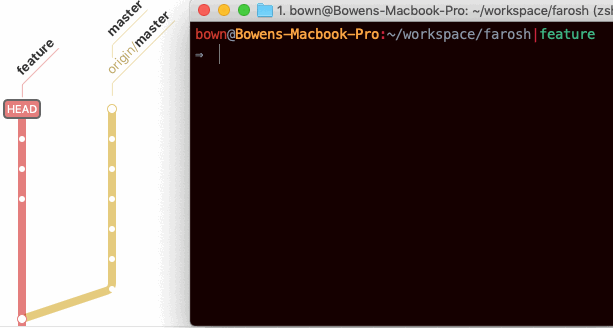 master
feature
origin/master
HEAD
1. bown@Bowens-Macbook-Pro: ~/workspace/farosh (zsh
bown@Bowens-Macbook-Pro:~/workspace/farosh|feature
⇒